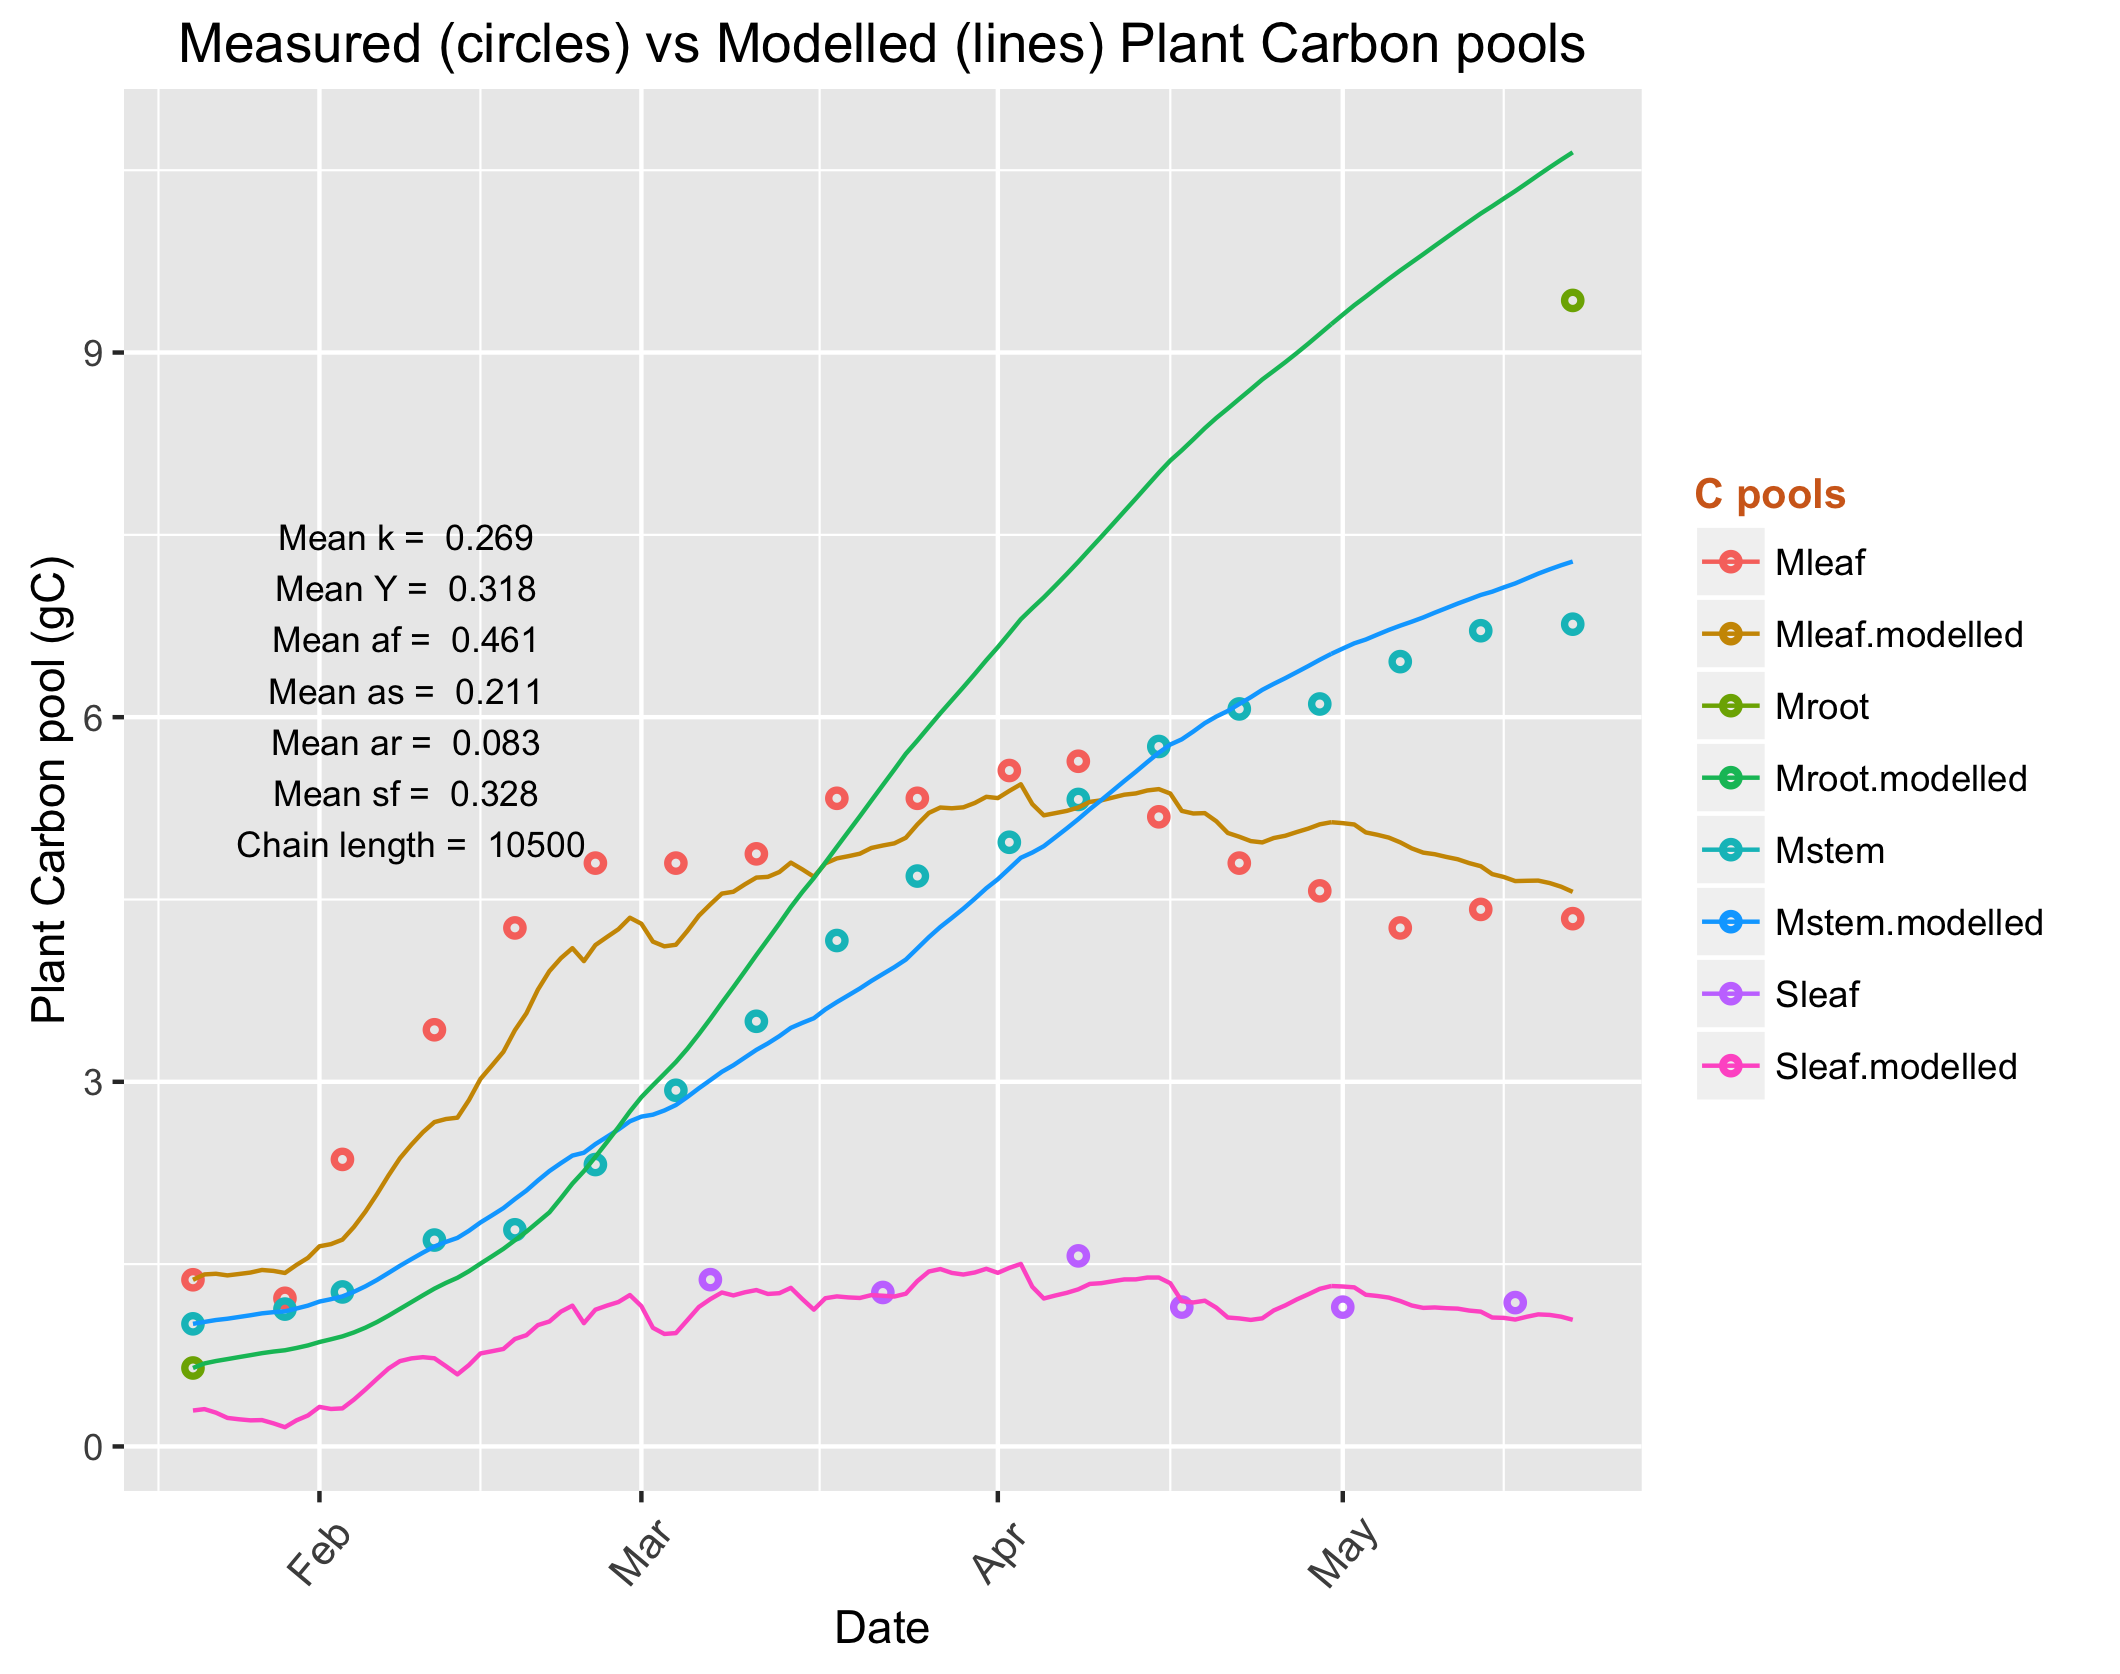 Measured (circles) vs Modelled (lines) Plant Carbon pools
Plant Carbon pool (gC)
9
6
3
0
Mean k = 0.269
Mean Y = 0.318
Mean af = 0.461
Mean as = 0.211
Mean ar = 0.083
Mean sf = 0.328
Chain length = 10500
Feb
Mar
Apr
May
Date
C pools
Mleaf
Mleaf.modelled
Mroot
Mroot.modelled
Mstem
Mstem.modelled
Sleaf
Sleaf.modelled